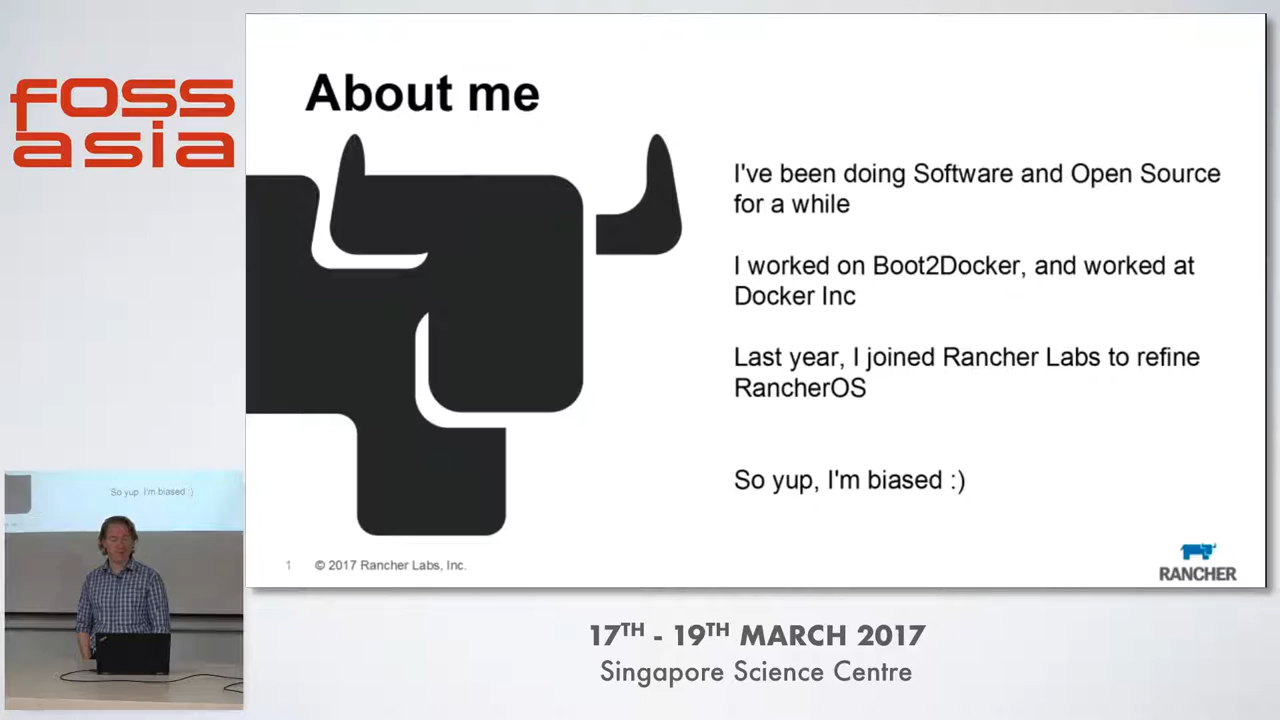 foss
asia
About me
I've been doing Software and Open Source
for a while
I worked on Boot2Docker, and worked at
Docker Inc
Last year, I joined Rancher Labs to refine
RancherOS
So yup, I'm biased :)
1 © 2017 Rancher Labs, Inc.
RANCHER
So yup, I'm biased :)
17TH - 19TH MARCH 2017
Singapore Science Centre